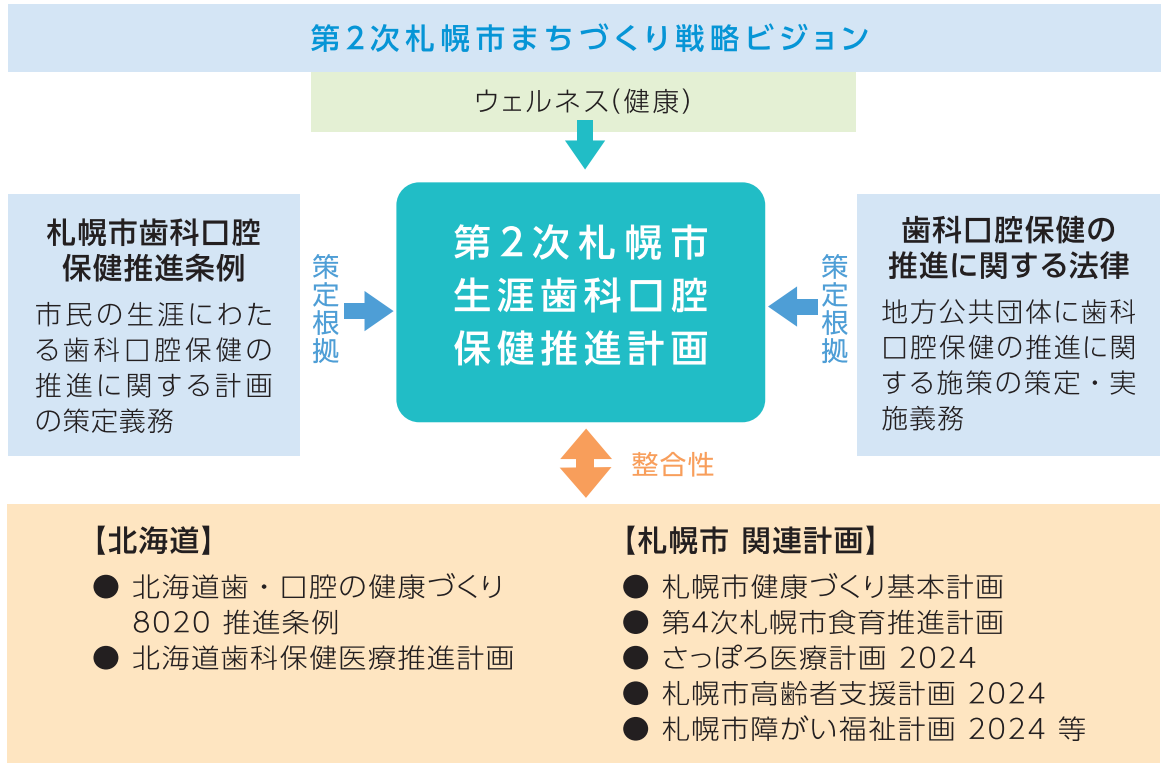 第2次札幌市まちづくり戦略ビジョン
ウェルネス(健康)
札幌市歯科口腔
保健推進条例
市民の生涯にわた
る歯科口腔保健の
推進に関する計画
の策定義務
策定根拠
第2次札幌市
生涯歯科口腔
保健推進計画
策定根拠
歯科口腔保健の
推進に関する法律
地方公共団体に歯科
口腔保健の推進に関
する施策の策定・実
施義務
整合性
【北海道】
● 北海道歯・口腔の健康づくり
8020 推進条例
● 北海道歯科保健医療推進計画
【札幌市 関連計画】
● 札幌市健康づくり基本計画
● 第4次札幌市食育推進計画
● さっぽろ医療計画 2024
● 札幌市高齢者支援計画 2024
● 札幌市障がい福祉計画 2024 等